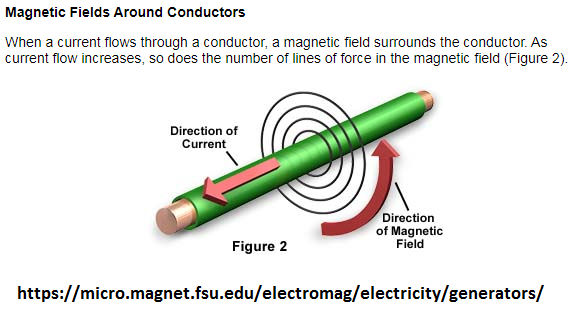 Magnetic Fields Around Conductors
When a current flows through a conductor, a magnetic field surrounds the conductor. As
current flow increases, so does the number of lines of force in the magnetic field (Figure 2).
Direction of
Current
Direction
of Magnetic
Field
Figure 2
https://micro.magnet.fsu.edu/electromag/electricity/generators/